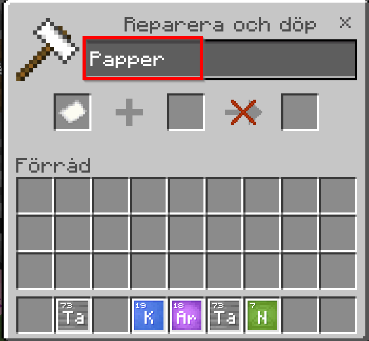 Reparera och döp x
Papper
Förråd
73 Ta 19 K 18 Ar 73 Ta 7 N